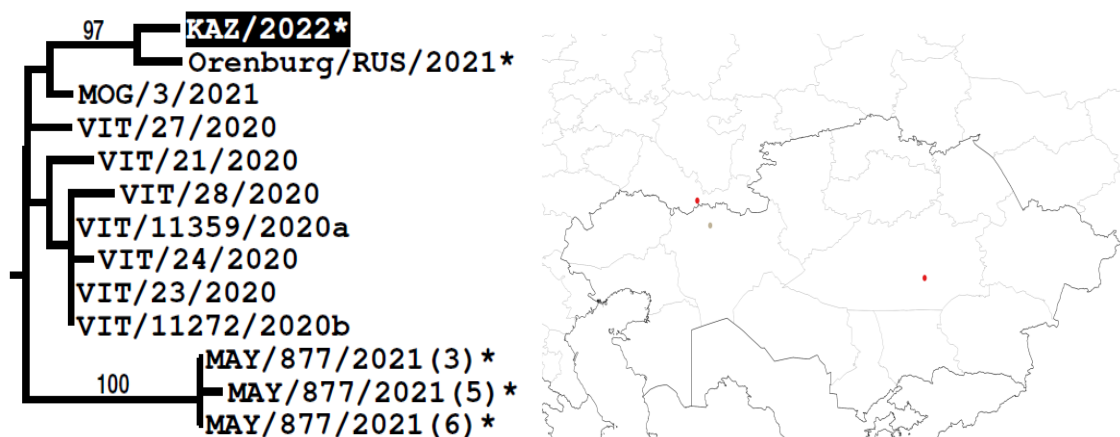 97
KAZ/2022*
Orenburg/RUS/2021*
MOG/3/2021
VIT/27/2020
VIT/21/2020
VIT/28/2020
VIT/11359/2020a
VIT/24/2020
VIT/23/2020
VIT/11272/2020b
MAY/877/2021(3)*
100
MAY/877/2021(5)*
MAY/877/2021(6)*